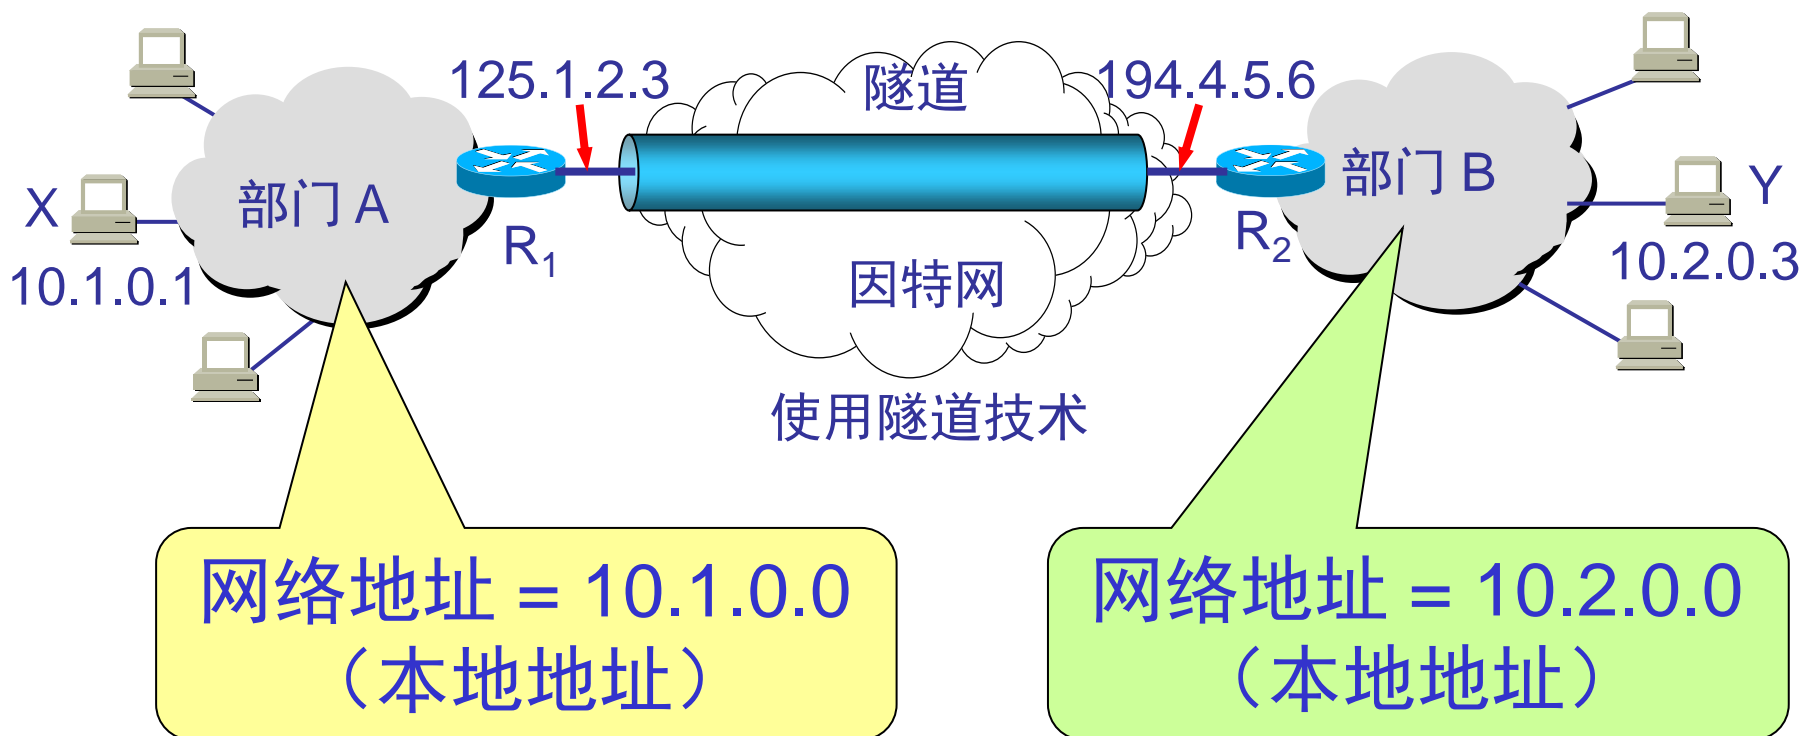 125.1.2.3
隧道
194.4.5.6
X
部门 A
部门 B
Y
R1
R2
10.1.0.1
因特网
10.2.0.3
使用隧道技术
网络地址 = 10.1.0.0
（本地地址）
网络地址 = 10.2.0.0
（本地地址）